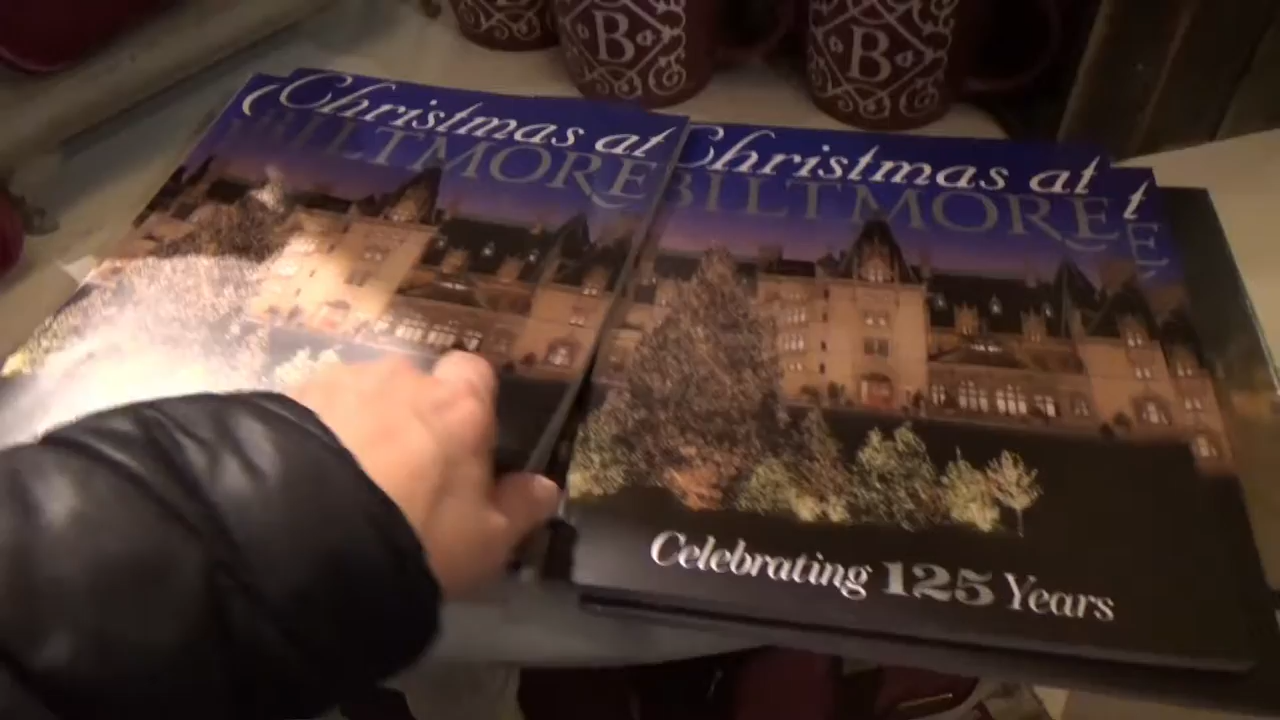 B
B
Christmas at
BILTMORE
Christmas at
BILTMORE
t
E
Celebrating 125 Years